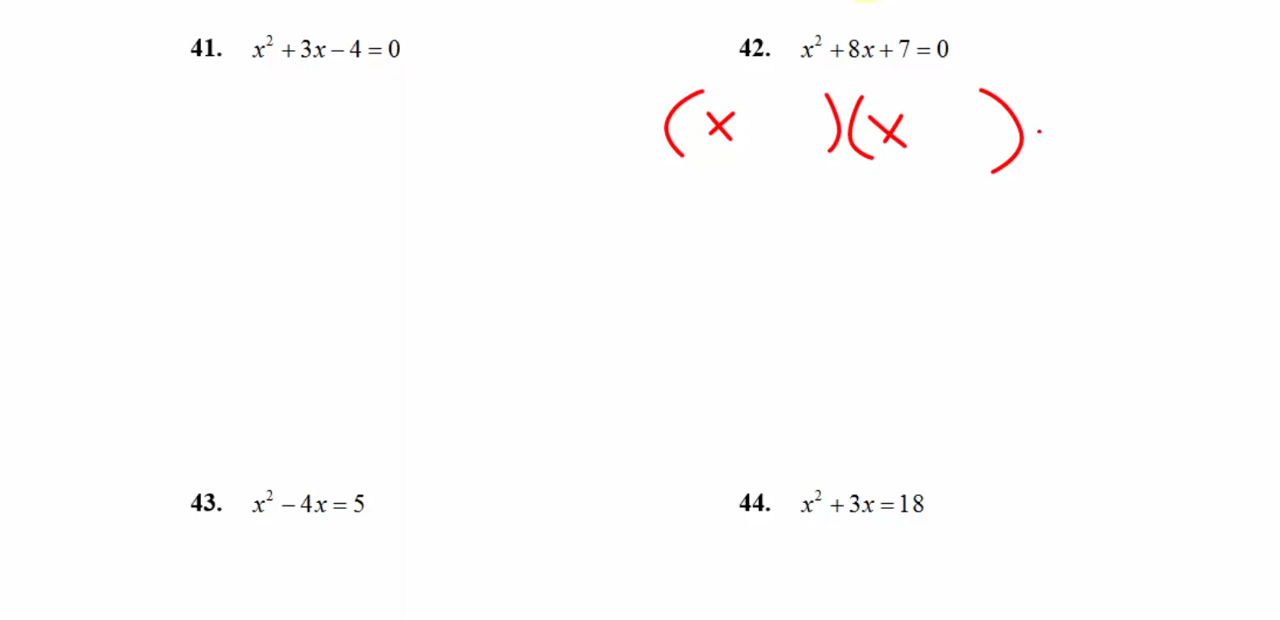 41. x² + 3x − 4 = 0
42. x² + 8x + 7 = 0
(x )(x )
43. x² − 4x = 5
44. x² + 3x = 18